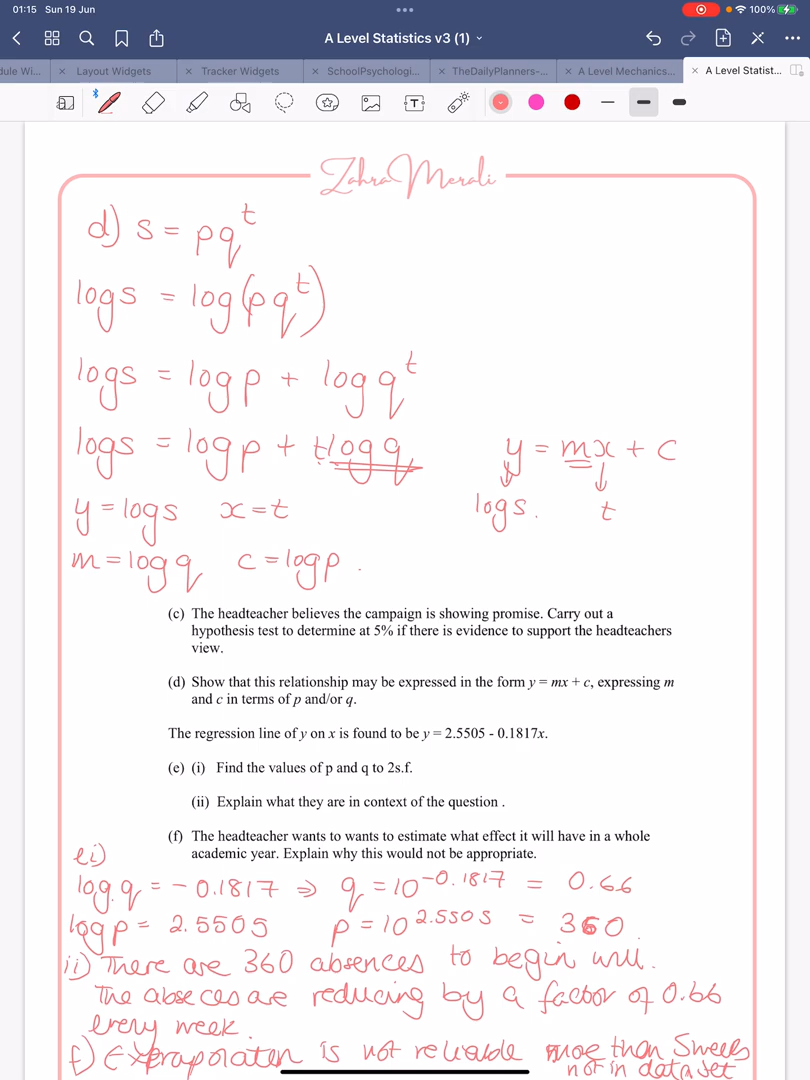 01:15 Sun 19 Jun
100%
A Level Statistics v3 (1)
dule Wi...
Layout Widgets
Tracker Widgets
SchoolPsychologi...
TheDailyPlanners-...
A Level Mechanics...
A Level Statist...
Zahra Merali
d) s = pq^t
log s = log(pq^t)
log s = log p + log q^t
log s = log p + t log q
y = mx + c
y = log s x = t
log s. t
m = log q c = log p.
(c) The headteacher believes the campaign is showing promise. Carry out a
hypothesis test to determine at 5% if there is evidence to support the headteachers
view.
(d) Show that this relationship may be expressed in the form y = mx + c, expressing m
and c in terms of p and/or q.
The regression line of y on x is found to be y = 2.5505 - 0.1817x.
(e) (i) Find the values of p and q to 2s.f.
(ii) Explain what they are in context of the question .
(f) The headteacher wants to wants to estimate what effect it will have in a whole
academic year. Explain why this would not be appropriate.
ei)
log q = -0.1817 ⇒ q = 10^-0.1817 = 0.66
log p = 2.5505 p = 10^2.5505 = 360.
ii) There are 360 absences to begin will.
The abseces are reducing by a factor of 0.66
every week.
f) is not reliable more than 5 weeks
not in data set